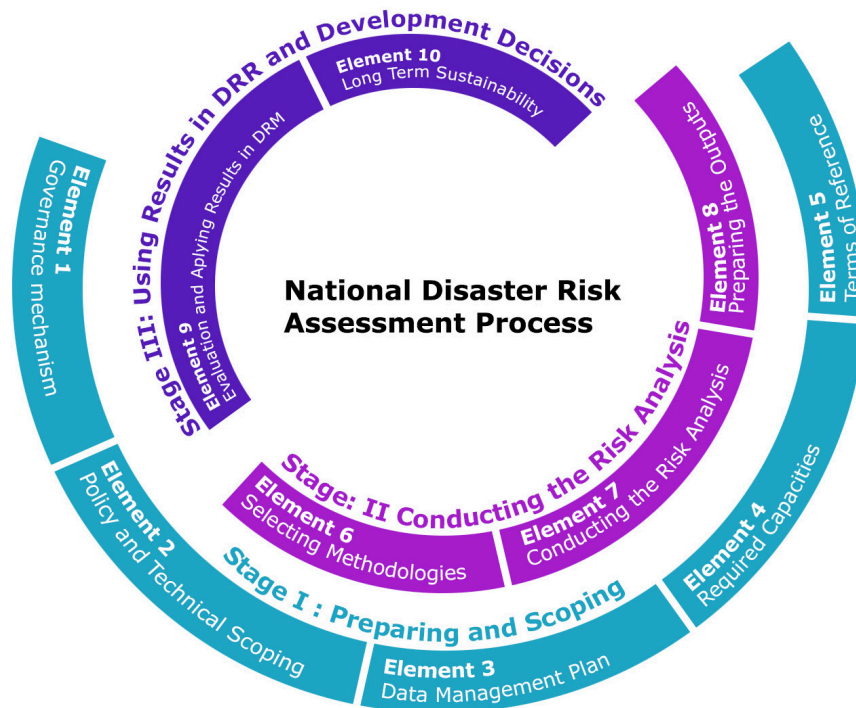 National Disaster Risk
Assessment Process
Stage I : Preparing and Scoping
Element 1
Governance mechanism
Element 2
Policy and Technical Scoping
Element 3
Data Management Plan
Element 4
Required Capacities
Element 5
Terms of Reference
Stage: II Conducting the Risk Analysis
Element 6
Selecting Methodologies
Element 7
Conducting the Risk Analysis
Element 8
Preparing the Outputs
Stage III: Using Results in DRR and Development Decisions
Element 9
Evaluation and Aplying Results in DRM
Element 10
Long Term Sustainability